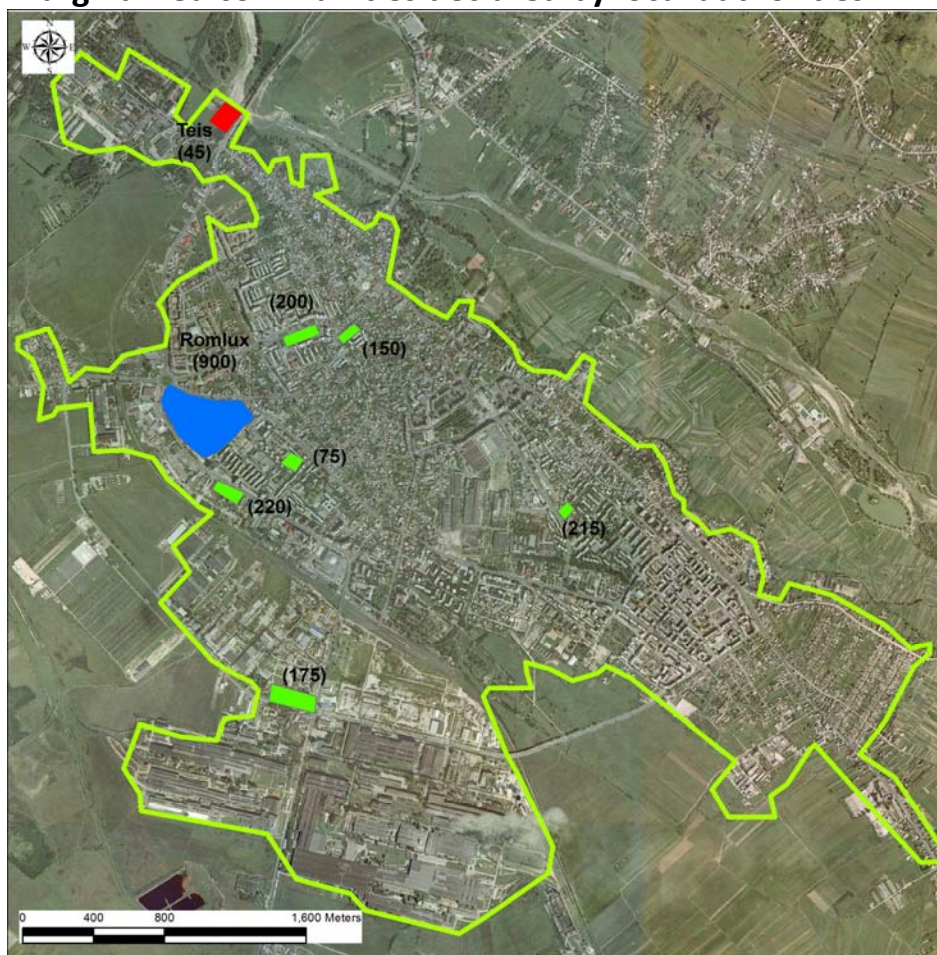 N
W
E
S
Teis
(45)
(200)
(150)
Romlux
(900)
(75)
(220)
(215)
(175)
0 400 800 1,600 Meters